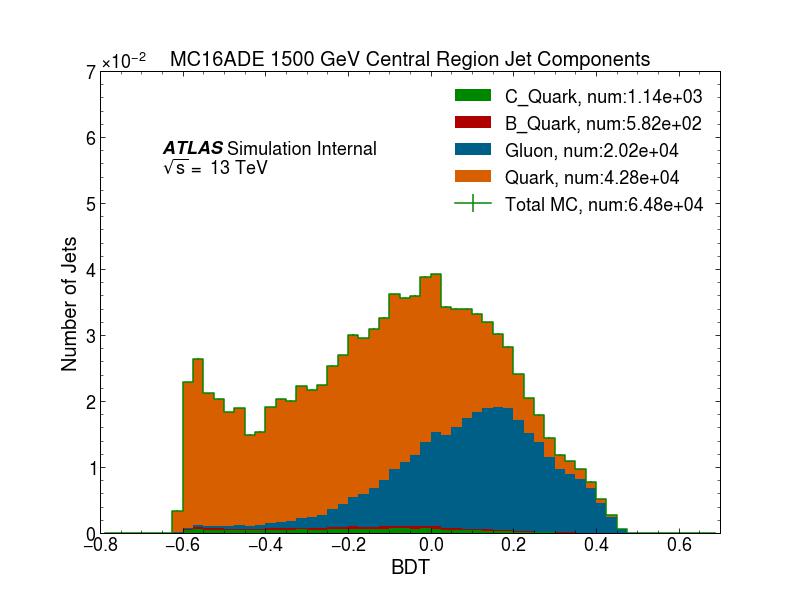 ×10⁻² MC16ADE 1500 GeV Central Region Jet Components
C_Quark, num:1.14e+03
B_Quark, num:5.82e+02
Gluon, num:2.02e+04
Quark, num:4.28e+04
Total MC, num:6.48e+04
ATLAS Simulation Internal
√s = 13 TeV
Number of Jets
7
6
5
4
3
2
1
0
−0.8 −0.6 −0.4 −0.2 0.0 0.2 0.4 0.6
BDT